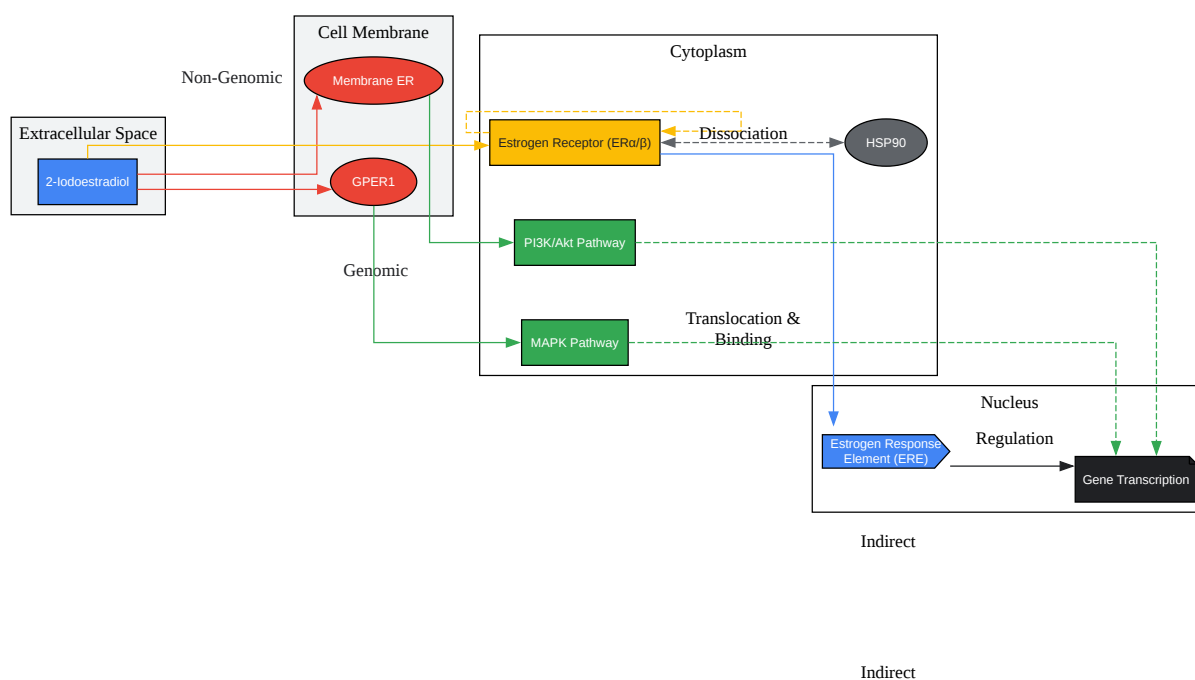 Cell Membrane
Cytoplasm
Non-Genomic
Membrane ER
Extracellular Space
Estrogen Receptor (ERα/β)
Dissociation
HSP90
2-Iodoestradiol
GPER1
PI3K/Akt Pathway
Genomic
Translocation &
Binding
MAPK Pathway
Nucleus
Regulation
Estrogen Response
Element (ERE)
Gene Transcription
Indirect
Indirect